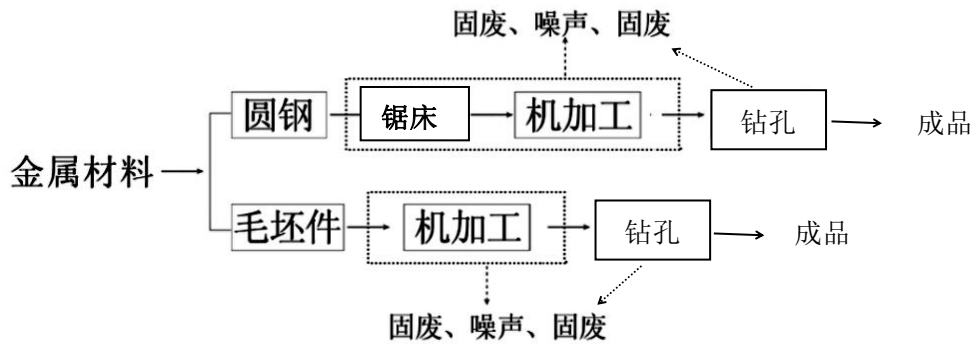 固废、噪声、固废
圆钢 锯床 机加工 钻孔 成品
金属材料
毛坯件 机加工 钻孔 成品
固废、噪声、固废